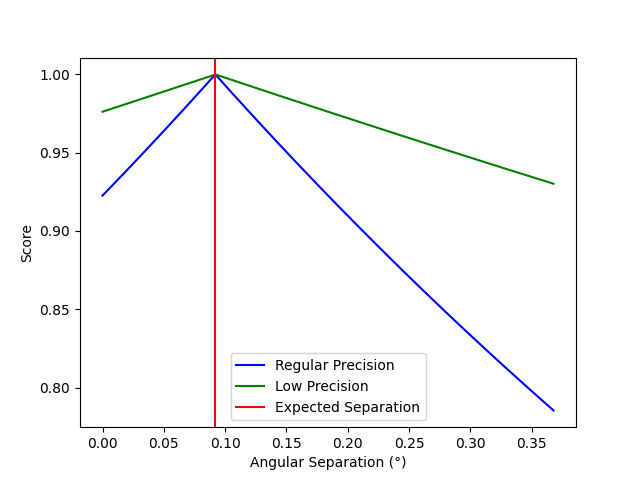 1.00
0.95
0.90
0.85
0.80
Score
Regular Precision
Low Precision
Expected Separation
0.00 0.05 0.10 0.15 0.20 0.25 0.30 0.35
Angular Separation (°)